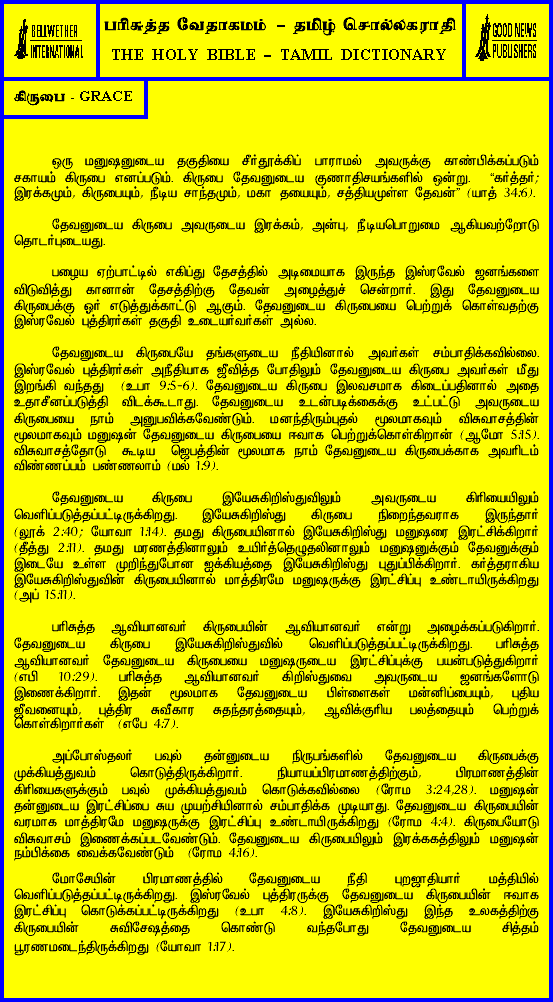 BELLWETHER
INTERNATIONAL
பரிசுத்த வேதாகமம் – தமிழ் சொல்லகராதி
THE HOLY BIBLE – TAMIL DICTIONARY
GOOD NEWS
PUBLISHERS
கிருபை - GRACE
ஒரு மனுஷனுடைய தகுதியை சீர்தூக்கிப் பாராமல் அவருக்கு காண்பிக்கப்படும்
சகாயம் கிருபை எனப்படும். கிருபை தேவனுடைய குணாதிசயங்களில் ஒன்று. “கர்த்தர்;
இரக்கமும், கிருபையும், நீடிய சாந்தமும், மகா தயையும், சத்தியமுள்ள தேவன்” (யாத் 34:6).
தேவனுடைய கிருபை அவருடைய இரக்கம், அன்பு, நீடியபொறுமை ஆகியவற்றோடு
தொடர்புடையது.
பழைய ஏற்பாட்டில் எகிப்து தேசத்தில் அடிமையாக இருந்த இஸ்ரவேல் ஜனங்களை
விடுவித்து கானான் தேசத்திற்கு தேவன் அழைத்துச் சென்றார். இது தேவனுடைய
கிருபைக்கு ஓர் எடுத்துக்காட்டு ஆகும். தேவனுடைய கிருபையை பெற்றுக் கொள்வதற்கு
இஸ்ரவேல் புத்திரர்கள் தகுதி உடையர்வர்கள் அல்ல.
தேவனுடைய கிருபையே தங்களுடைய நீதியினால் அவர்கள் சம்பாதிக்கவில்லை.
இஸ்ரவேல் புத்திரர்கள் அநீதியாக ஜீவித்த போதிலும் தேவனுடைய கிருபை அவர்கள் மீது
இறங்கி வந்தது (உபா 9:5-6). தேவனுடைய கிருபை இலவசமாக கிடைப்பதினால் அதை
உதாசீனப்படுத்தி விடக்கூடாது. தேவனுடைய உடன்படிக்கைக்கு உட்பட்டு அவருடைய
கிருபையை நாம் அனுபவிக்கவேண்டும். மனந்திரும்புதல் மூலமாகவும் விசுவாசத்தின்
மூலமாகவும் மனுஷன் தேவனுடைய கிருபையை ஈவாக பெற்றுக்கொள்கிறான் (ஆமோ 5:15).
விசுவாசத்தோடு கூடிய ஜெபத்தின் மூலமாக நாம் தேவனுடைய கிருபைக்காக அவரிடம்
விண்ணப்பம் பண்ணலாம் (மல் 1:9).
தேவனுடைய கிருபை இயேசுகிறிஸ்துவிலும் அவருடைய கிரியையிலும்
வெளிப்படுத்தப்பட்டிருக்கிறது. இயேசுகிறிஸ்து கிருபை நிறைந்தவராக இருந்தார்
(லூக் 2:40; யோவா 1:14). தமது கிருபையினால் இயேசுகிறிஸ்து மனுஷரை இரட்சிக்கிறார்
(தீத்து 2:11). தமது மரணத்தினாலும் உயிர்த்தெழுதலினாலும் மனுஷனுக்கும் தேவனுக்கும்
இடையே உள்ள முறிந்துபோன ஐக்கியத்தை இயேசுகிறிஸ்து புதுப்பிக்கிறார். கர்த்தராகிய
இயேசுகிறிஸ்துவின் கிருபையினால் மாத்திரமே மனுஷருக்கு இரட்சிப்பு உண்டாயிருக்கிறது
(அப் 15:11).
பரிசுத்த ஆவியானவர் கிருபையின் ஆவியானவர் என்று அழைக்கப்படுகிறார்.
தேவனுடைய கிருபை இயேசுகிறிஸ்துவில் வெளிப்படுத்தப்பட்டிருக்கிறது. பரிசுத்த
ஆவியானவர் தேவனுடைய கிருபையை மனுஷருடைய இரட்சிப்புக்கு பயன்படுத்துகிறார்
(எபி 10:29). பரிசுத்த ஆவியானவர் கிறிஸ்துவை அவருடைய ஜனங்களோடு
இணைக்கிறார். இதன் மூலமாக தேவனுடைய பிள்ளைகள் மன்னிப்பையும், புதிய
ஜீவனையும், புத்திர சுவீகார சுதந்தரத்தையும், ஆவிக்குரிய பலத்தையும் பெற்றுக்
கொள்கிறார்கள் (எபே 4:7).
அப்போஸ்தலர் பவுல் தன்னுடைய நிருபங்களில் தேவனுடைய கிருபைக்கு
முக்கியத்துவம் கொடுத்திருக்கிறார். நியாயப்பிரமாணத்திற்கும், பிரமாணத்தின்
கிரியைகளுக்கும் பவுல் முக்கியத்துவம் கொடுக்கவில்லை (ரோம 3:24,28). மனுஷன்
தன்னுடைய இரட்சிப்பை சுய முயற்சியினால் சம்பாதிக்க முடியாது. தேவனுடைய கிருபையின்
வரமாக மாத்திரமே மனுஷருக்கு இரட்சிப்பு உண்டாயிருக்கிறது (ரோம 4:4). கிருபையோடு
விசுவாசம் இணைக்கப்படவேண்டும். தேவனுடைய கிருபையிலும் இரக்ககத்திலும் மனுஷன்
நம்பிக்கை வைக்கவேண்டும் (ரோம 4:16).
மோசேயின் பிரமாணத்தில் தேவனுடைய நீதி புறஜாதியார் மத்தியில்
வெளிப்படுத்தப்பட்டிருக்கிறது. இஸ்ரவேல் புத்திரருக்கு தேவனுடைய கிருபையின் ஈவாக
இரட்சிப்பு கொடுக்கப்பட்டிருக்கிறது (உபா 4:8). இயேசுகிறிஸ்து இந்த உலகத்திற்கு
கிருபையின் சுவிசேஷத்தை கொண்டு வந்தபோது தேவனுடைய சித்தம்
பூரணமடைந்திருக்கிறது (யோவா 1:17).